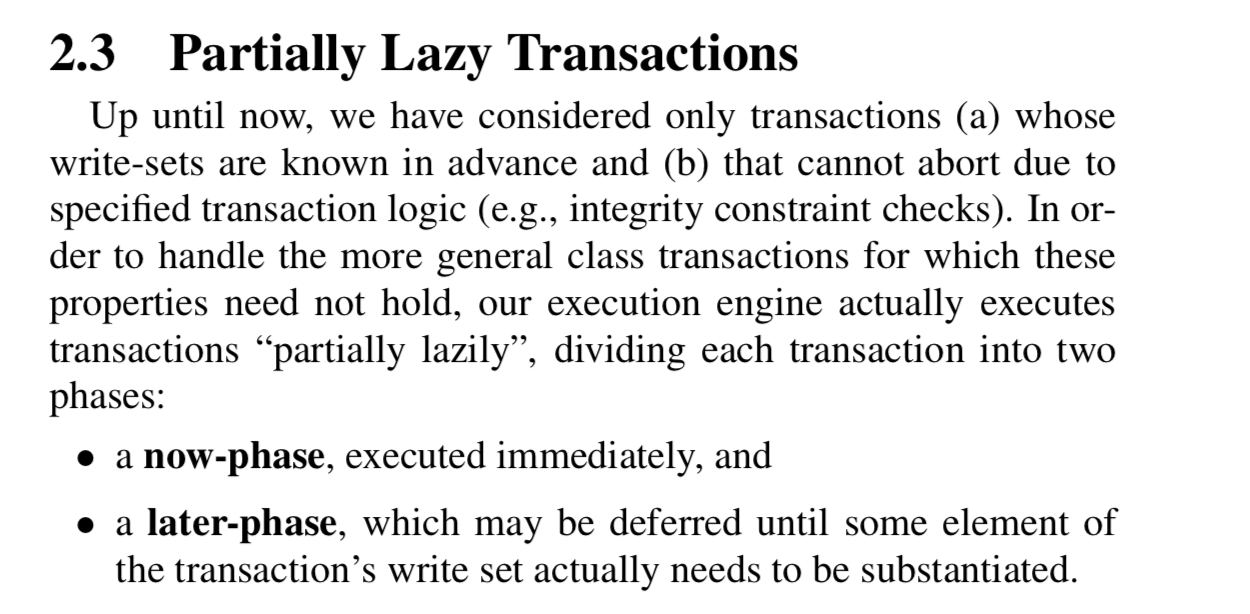 2.3 Partially Lazy Transactions
Up until now, we have considered only transactions (a) whose
write-sets are known in advance and (b) that cannot abort due to
specified transaction logic (e.g., integrity constraint checks). In or-
der to handle the more general class transactions for which these
properties need not hold, our execution engine actually executes
transactions “partially lazily”, dividing each transaction into two
phases:
• a now-phase, executed immediately, and
• a later-phase, which may be deferred until some element of
the transaction’s write set actually needs to be substantiated.